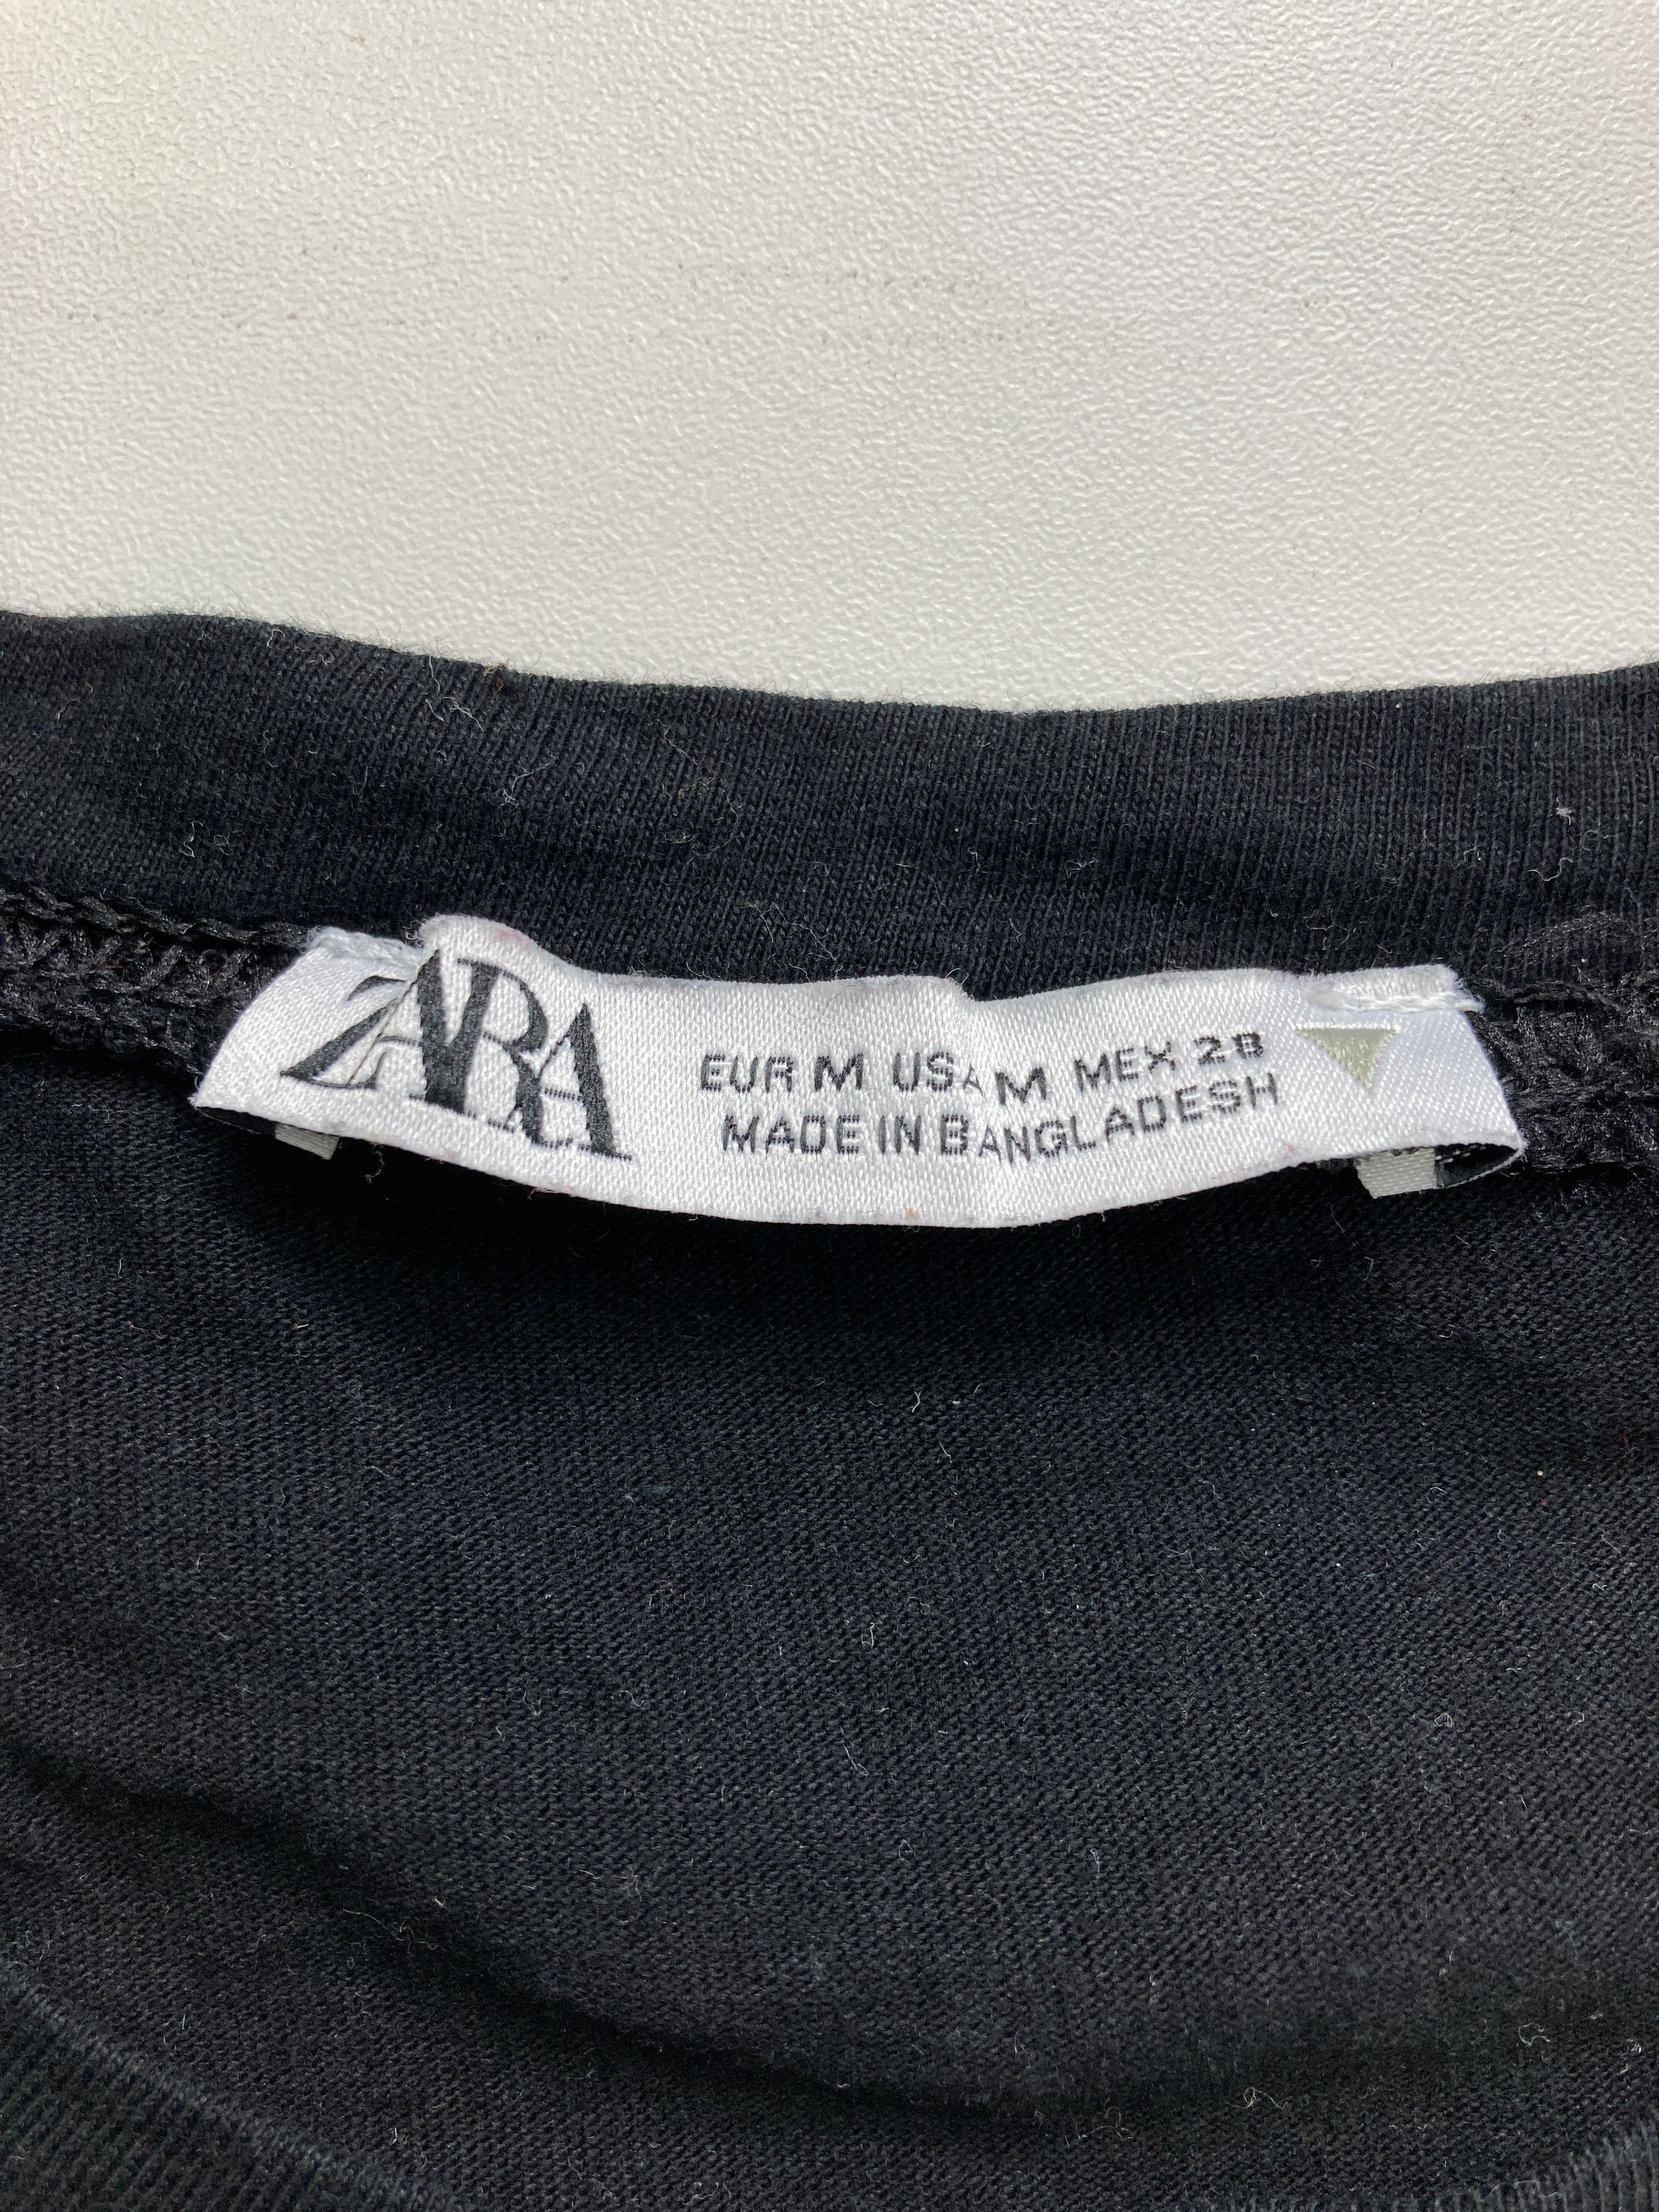 ZARA
EUR M USA M MEX 28
MADE IN BANGLADESH